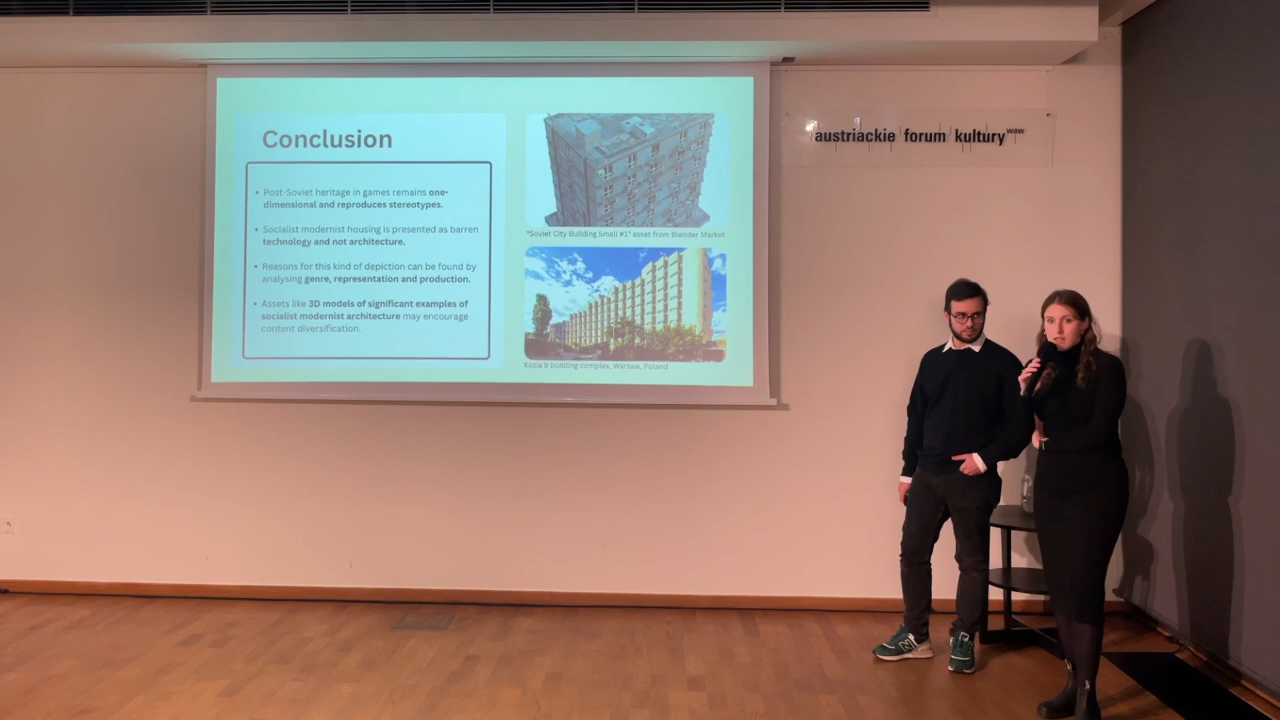 Conclusion
• Post-Soviet heritage in games remains one-
dimensional and reproduces stereotypes.
• Socialist modernist housing is presented as barren
technology and not architecture.
• Reasons for this kind of depiction can be found by
analysing genre, representation and production.
• Assets like 3D models of significant examples of
socialist modernist architecture may encourage
content diversification.
"Soviet City Building Small #1" asset from Blender Market
Kozia 9 building complex, Warsaw, Poland
austriackie forum kultury waw
N